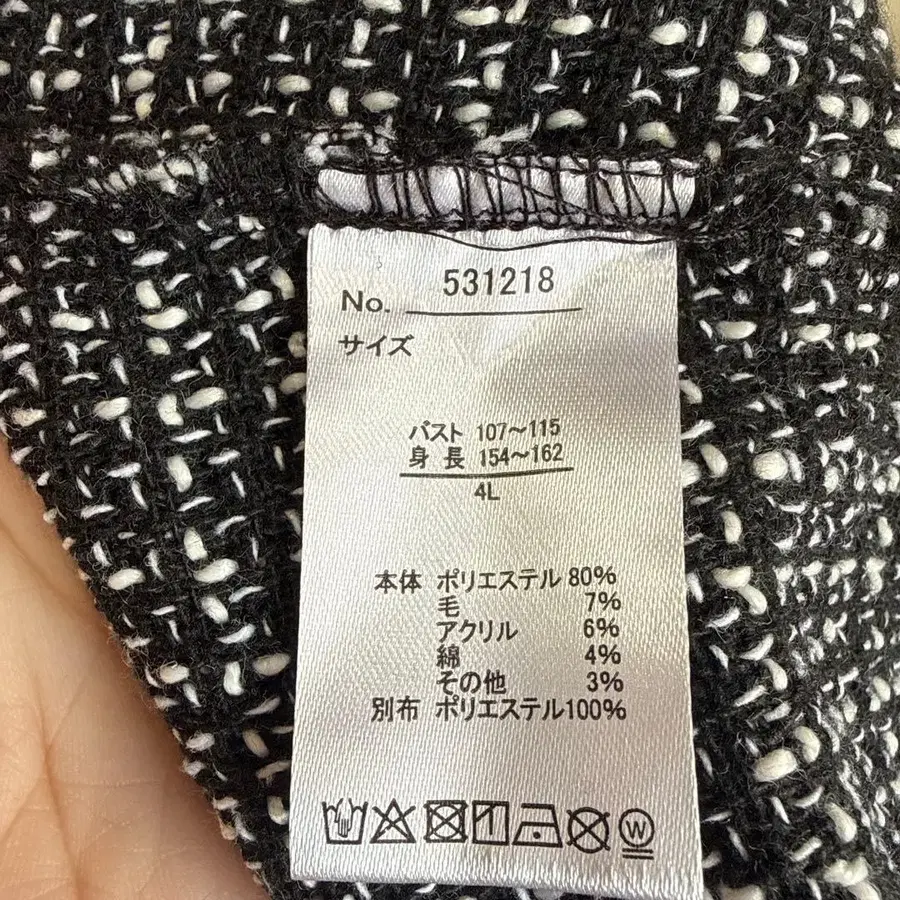 No. 531218
サイズ
バスト 107～115
身長 154～162
4L
本体 ポリエステル 80%
毛 7%
アクリル 6%
綿 4%
その他 3%
別布 ポリエステル100%
W